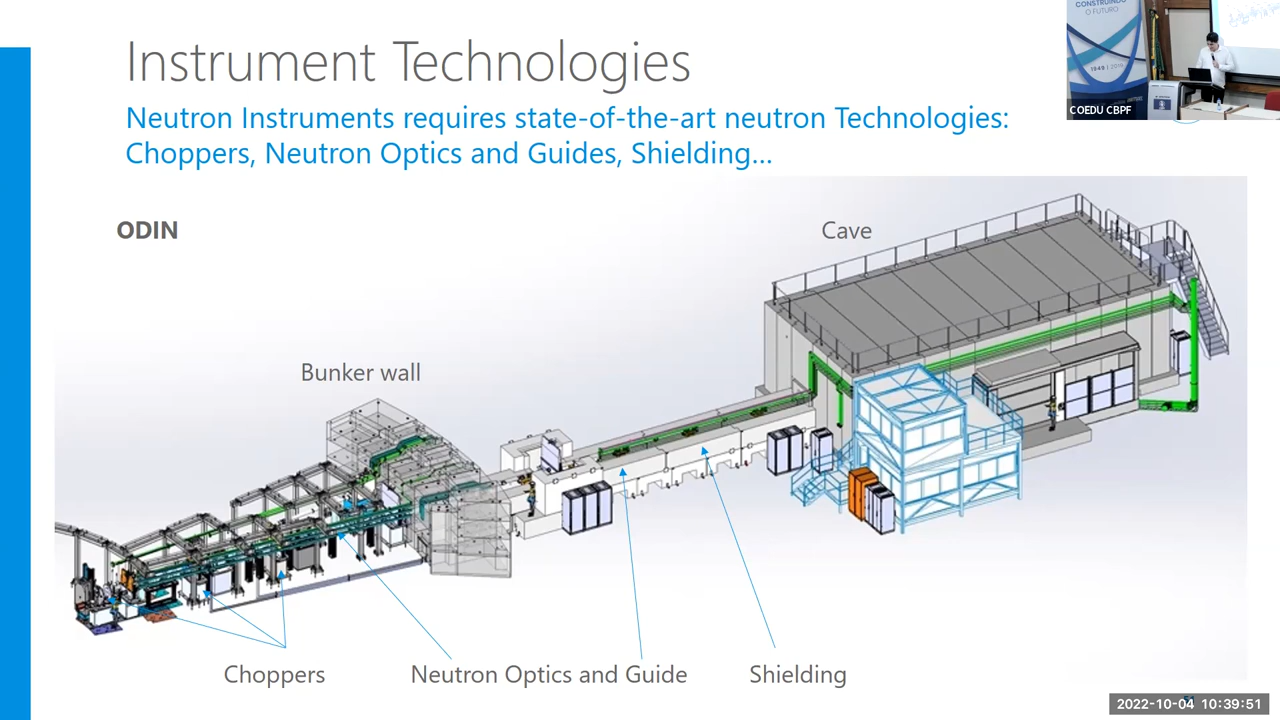 Instrument Technologies
Neutron Instruments requires state-of-the-art neutron Technologies:
Choppers, Neutron Optics and Guides, Shielding...
CONSTRUINDO
O FUTURO
COEDU CBPF
ODIN
Cave
Bunker wall
Choppers
Neutron Optics and Guide
Shielding
2022-10-04 10:39:51